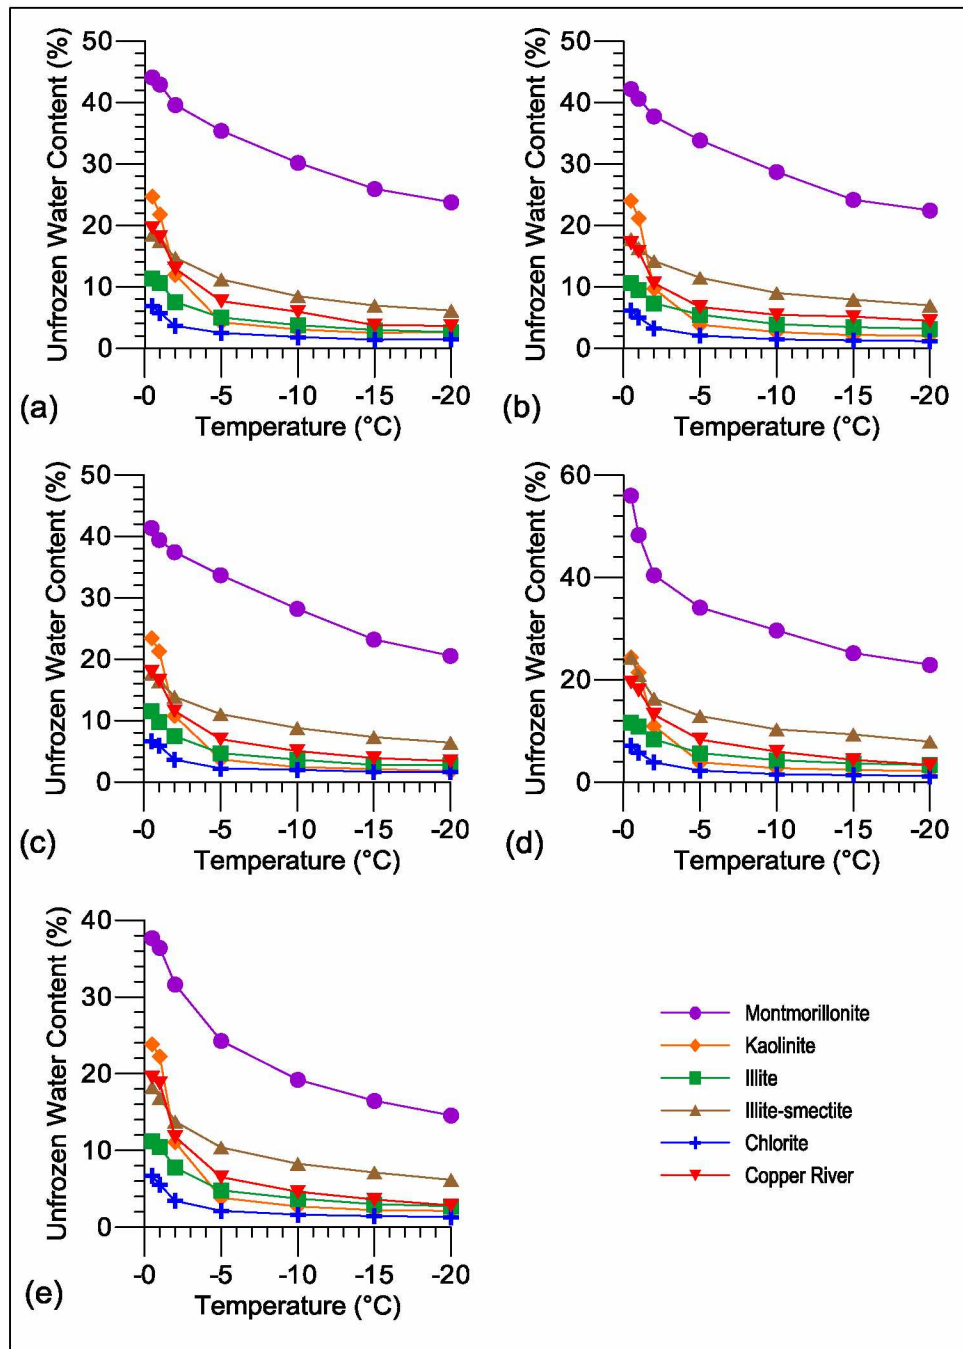 Unfrozen Water Content (%)
50
40
30
20
10
0
-0 -5 -10 -15 -20
Temperature (°C)
(a)
Unfrozen Water Content (%)
50
40
30
20
10
0
-0 -5 -10 -15 -20
Temperature (°C)
(b)
Unfrozen Water Content (%)
50
40
30
20
10
0
-0 -5 -10 -15 -20
Temperature (°C)
(c)
Unfrozen Water Content (%)
60
40
20
0
-0 -5 -10 -15 -20
Temperature (°C)
(d)
Unfrozen Water Content (%)
40
30
20
10
0
-0 -5 -10 -15 -20
Temperature (°C)
(e)
Montmorillonite
Kaolinite
Illite
Illite-smectite
Chlorite
Copper River